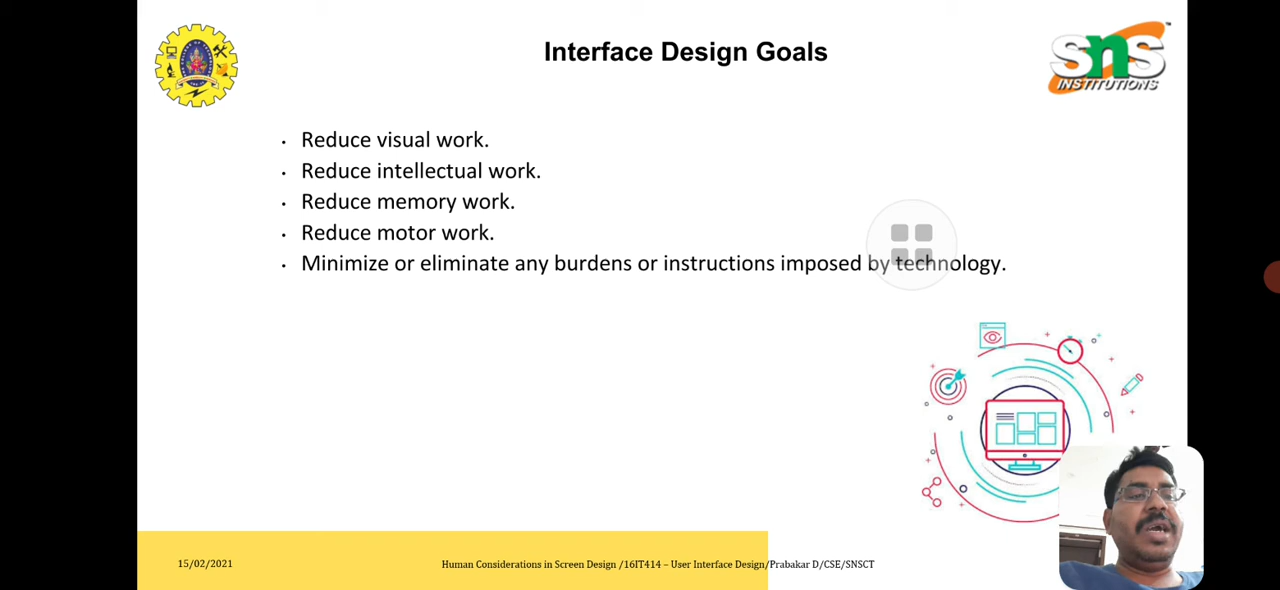 Interface Design Goals
SNS
INSTITUTIONS
• Reduce visual work.
• Reduce intellectual work.
• Reduce memory work.
• Reduce motor work.
• Minimize or eliminate any burdens or instructions imposed by technology.
15/02/2021
Human Considerations in Screen Design /16IT414 – User Interface Design/Prabakar D/CSE/SNSCT